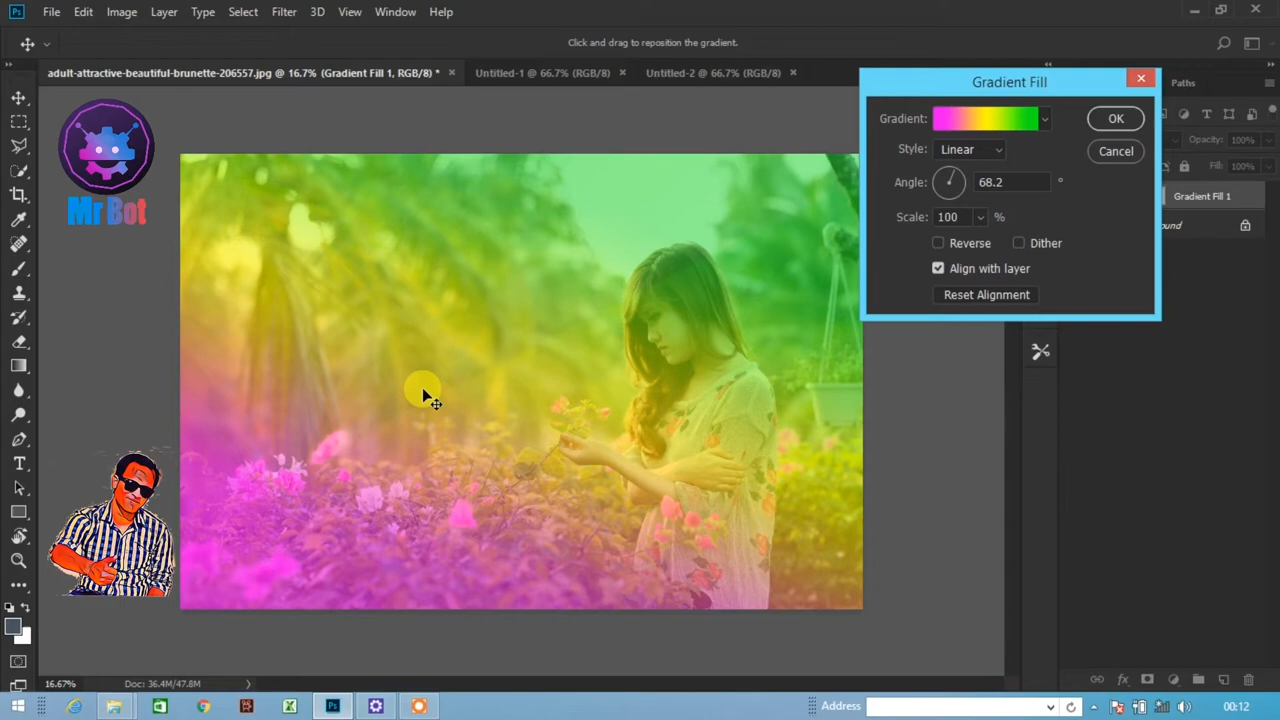 Ps File Edit Image Layer Type Select Filter 3D View Window Help
Click and drag to reposition the gradient.
adult-attractive-beautiful-brunette-206557.jpg @ 16.7% (Gradient Fill 1, RGB/8) * Untitled-1 @ 66.7% (RGB/8) Untitled-2 @ 66.7% (RGB/8)
Gradient Fill
Paths
Gradient: OK
Style: Linear
Cancel
Opacity: 100%
Fill: 100%
Angle: 68.2 °
Gradient Fill 1
Scale: 100 %
ound
Reverse Dither
Align with layer
Reset Alignment
Mr Bot
16.67% Doc: 36.4M/47.8M
Address
00:12